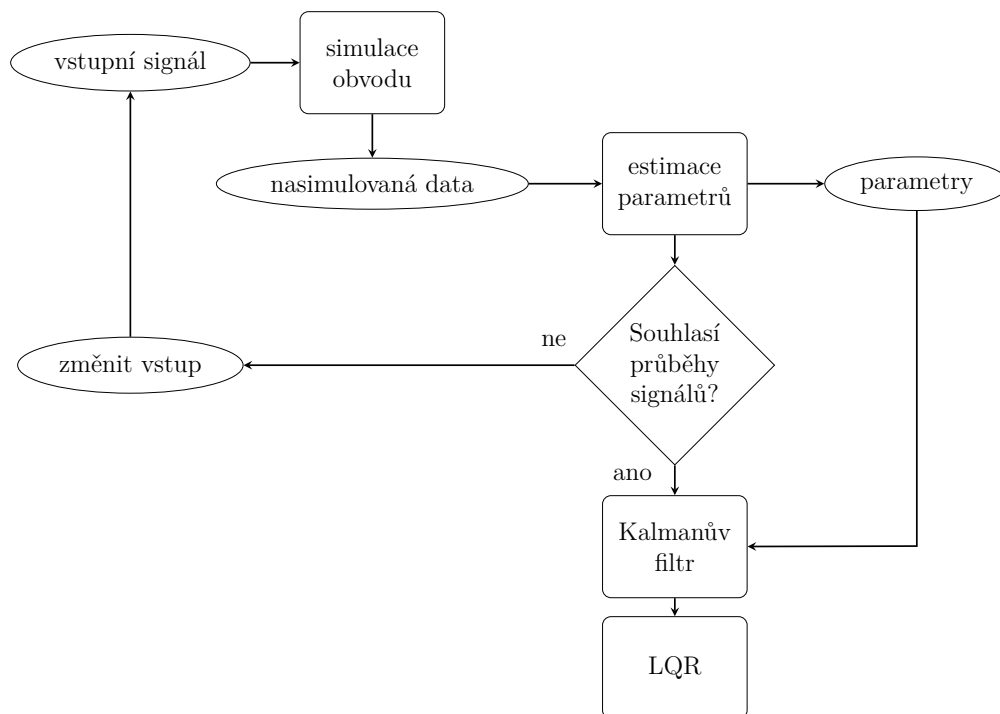 vstupní signál
simulace
obvodu
nasimulovaná data
estimace
parametrů
parametry
Souhlasí
průběhy
signálů?
ne
změnit vstup
ano
Kalmanův
filtr
LQR